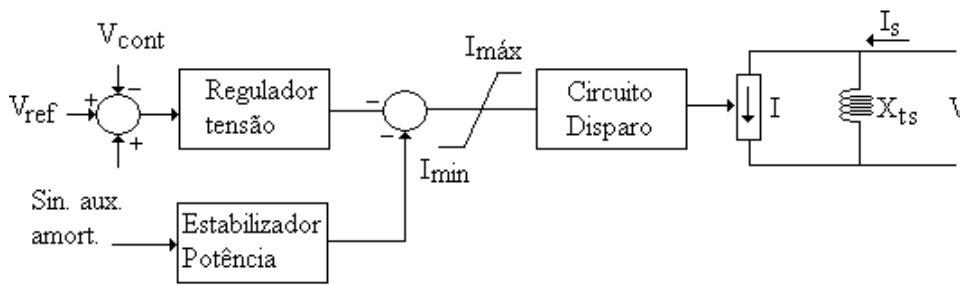 V_cont
V_ref
+
−
+
Regulador
tensão
−
−
I_máx
I_min
Circuito
Disparo
I
I_s
X_ts
V
Sin. aux.
amort.
Estabilizador
Potência